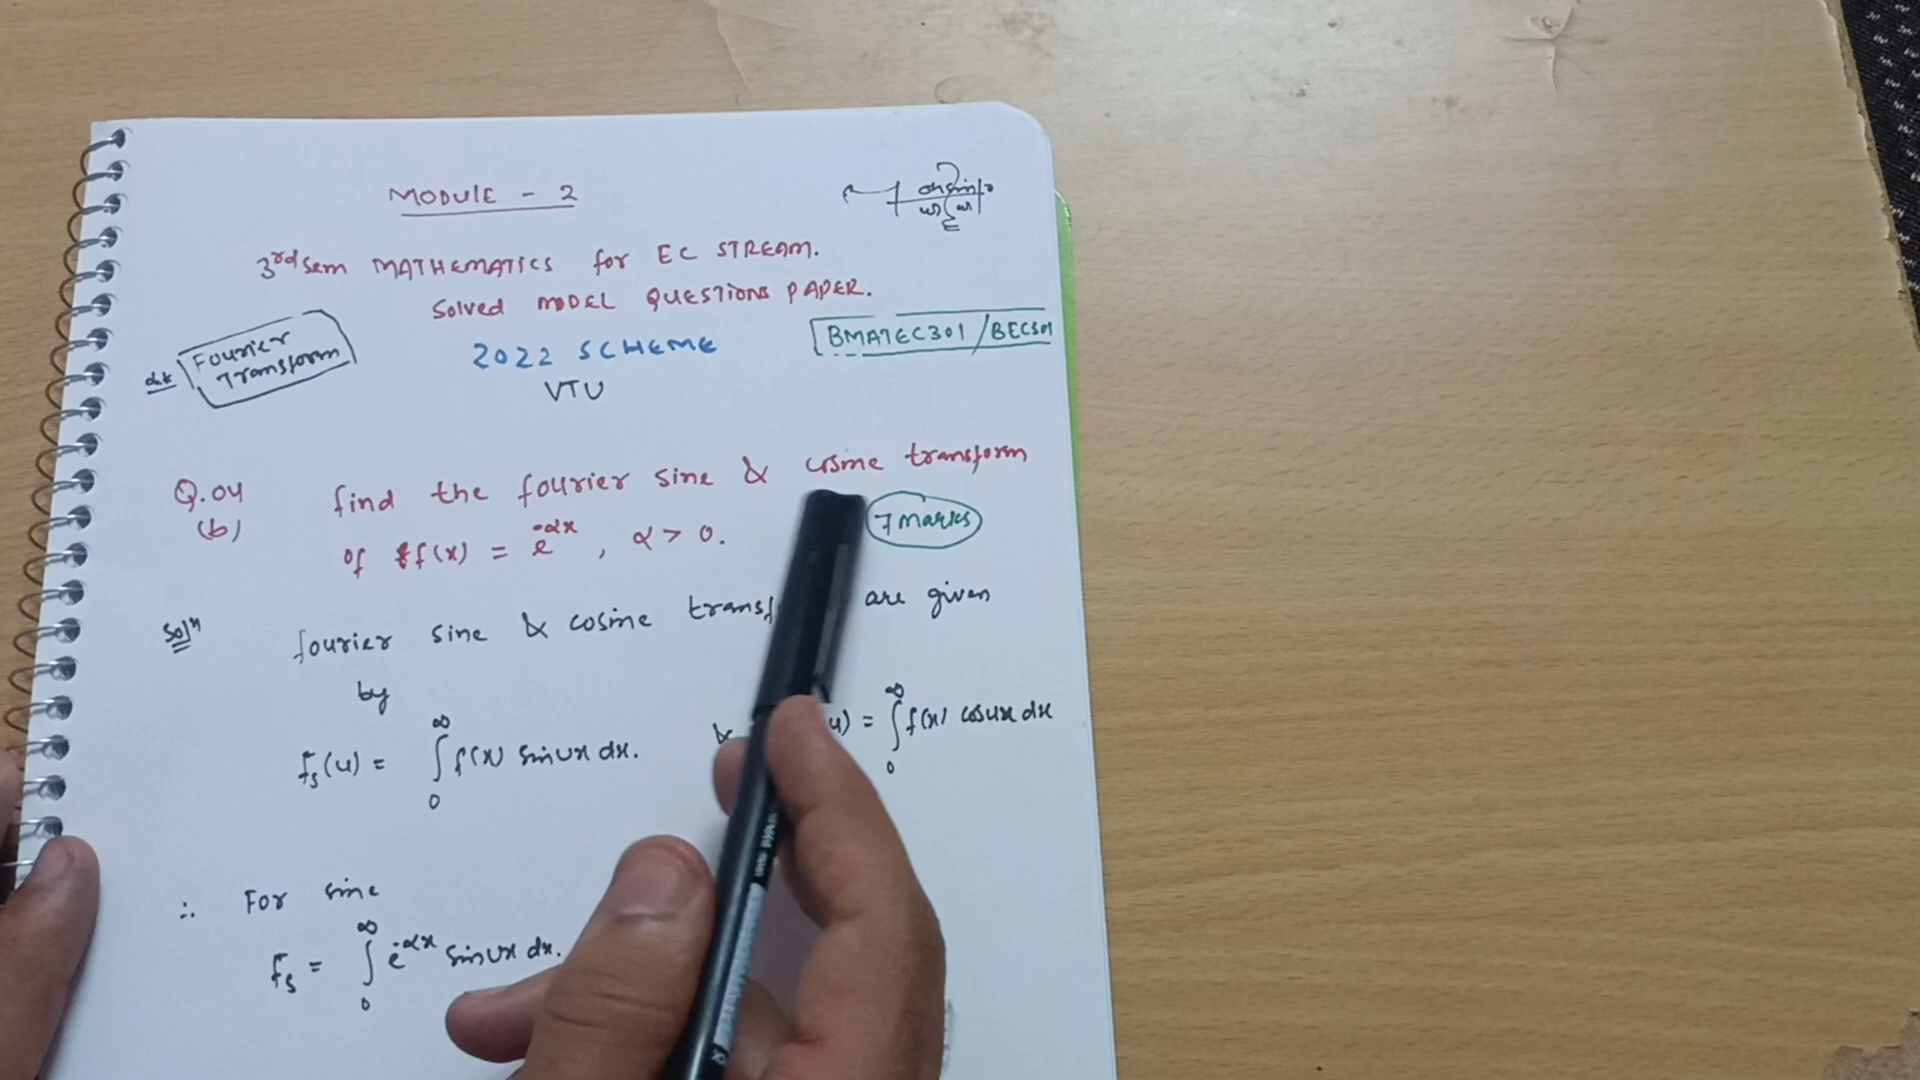 MODULE - 2
3rd sem MATHEMATICS for EC STREAM.
Solved MODEL QUESTIONS PAPER.
Fourier
Transform
2022 SCHEME
BMATEC301/BEC301
VTU
Q.04 find the fourier sine & cosine transform
(b) of f(x) = e^-αx, α > 0.
7 marks
Solⁿ fourier sine & cosine are given
by
Fs(u) = ∫₀^∞ f(x) sinux dx. & u) = ∫₀^∞ f(x) cosux dx
∴ For sine
Fs = ∫₀^∞ e^-αx sinux dx.